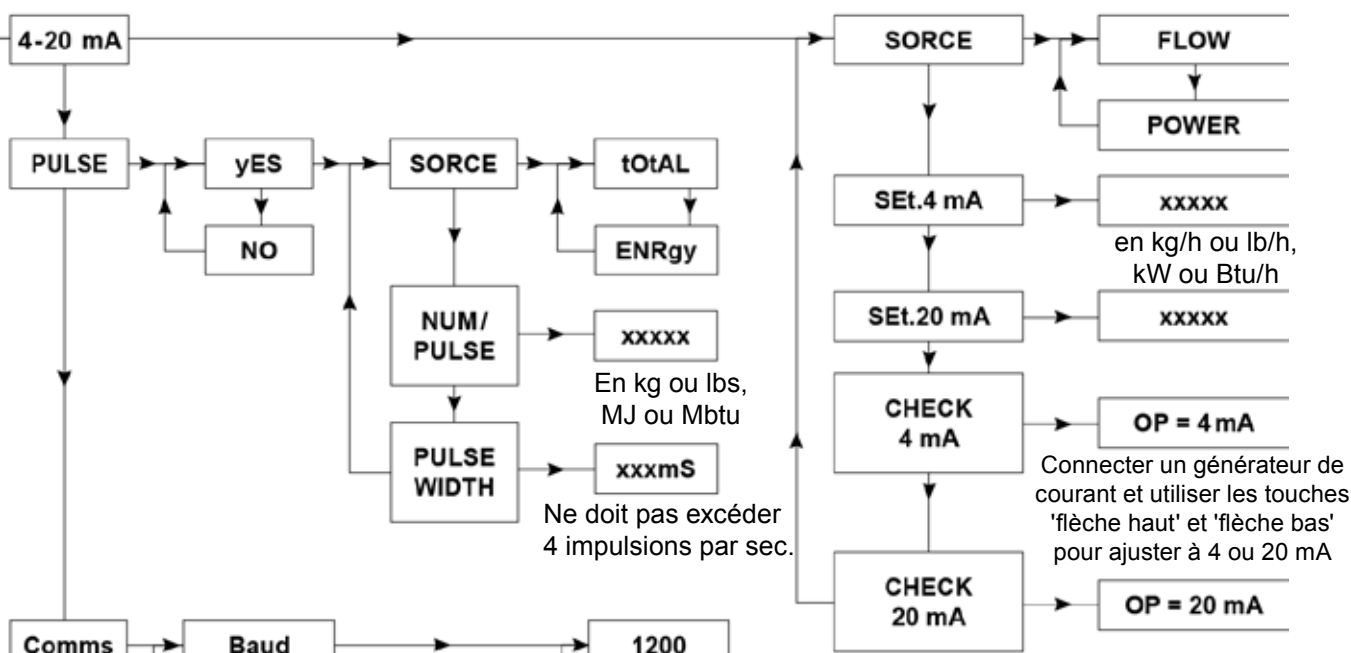 4-20 mA
SORCE
FLOW
POWER
PULSE
yES
SORCE
tOtAL
NO
ENRgy
SEt.4 mA
xxxxx
en kg/h ou lb/h,
kW ou Btu/h
NUM/
PULSE
xxxxx
En kg ou lbs,
MJ ou Mbtu
SEt.20 mA
xxxxx
PULSE
WIDTH
xxxmS
Ne doit pas excéder
4 impulsions par sec.
CHECK
4 mA
OP = 4 mA
Connecter un générateur de
courant et utiliser les touches
'flèche haut' et 'flèche bas'
pour ajuster à 4 ou 20 mA
CHECK
20 mA
OP = 20 mA
Comms
Baud
1200